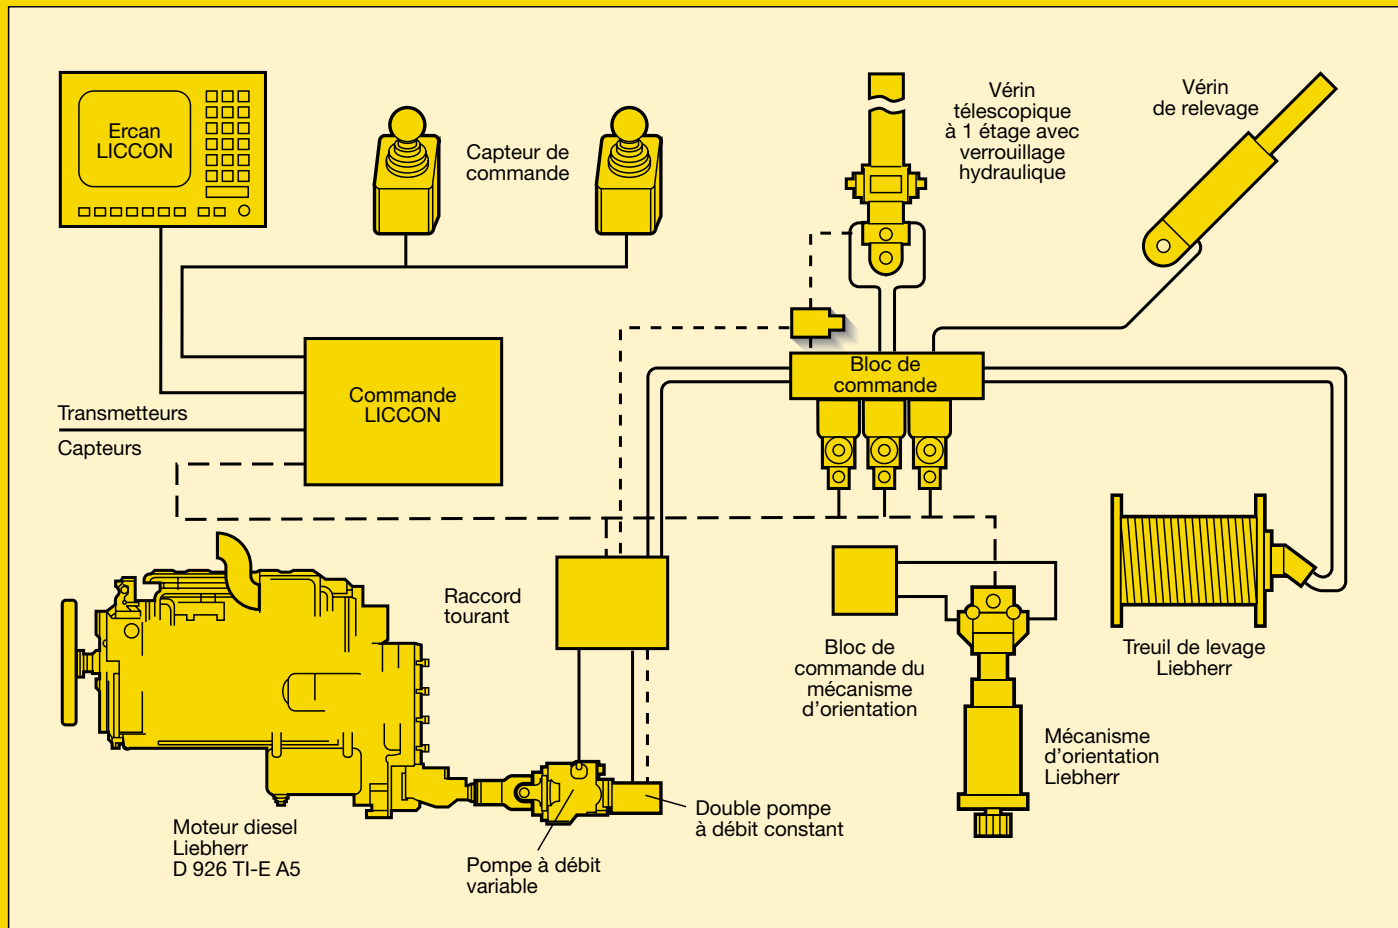 Ercan
LICCON
Capteur de
commande
Vérin
télescopique
à 1 étage avec
verrouillage
hydraulique
Vérin
de relevage
Bloc de
commande
Commande
LICCON
Transmetteurs
Capteurs
Raccord
tourant
Bloc de
commande du
mécanisme
d’orientation
Treuil de levage
Liebherr
Mécanisme
d’orientation
Liebherr
Double pompe
à débit constant
Pompe à débit
variable
Moteur diesel
Liebherr
D 926 TI-E A5